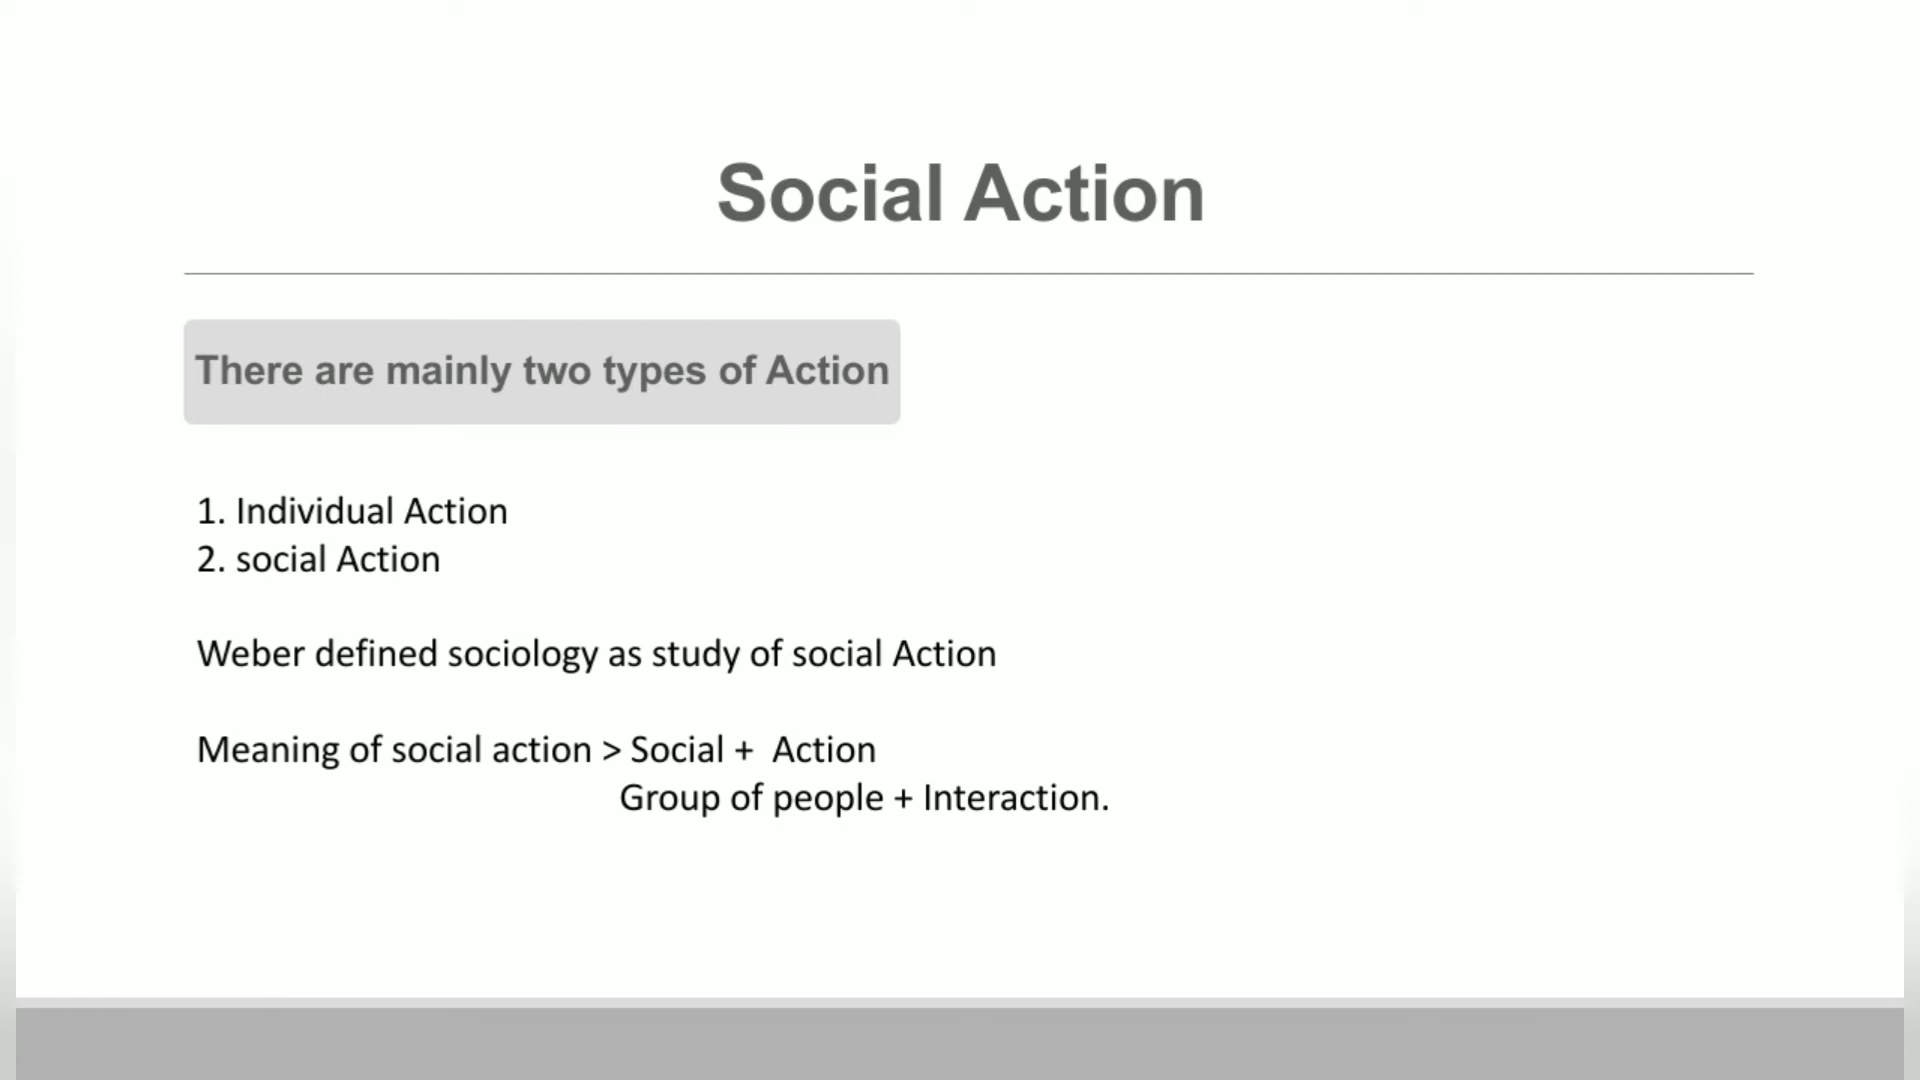 Social Action
There are mainly two types of Action
1. Individual Action
2. social Action
Weber defined sociology as study of social Action
Meaning of social action > Social +  Action
Group of people + Interaction.